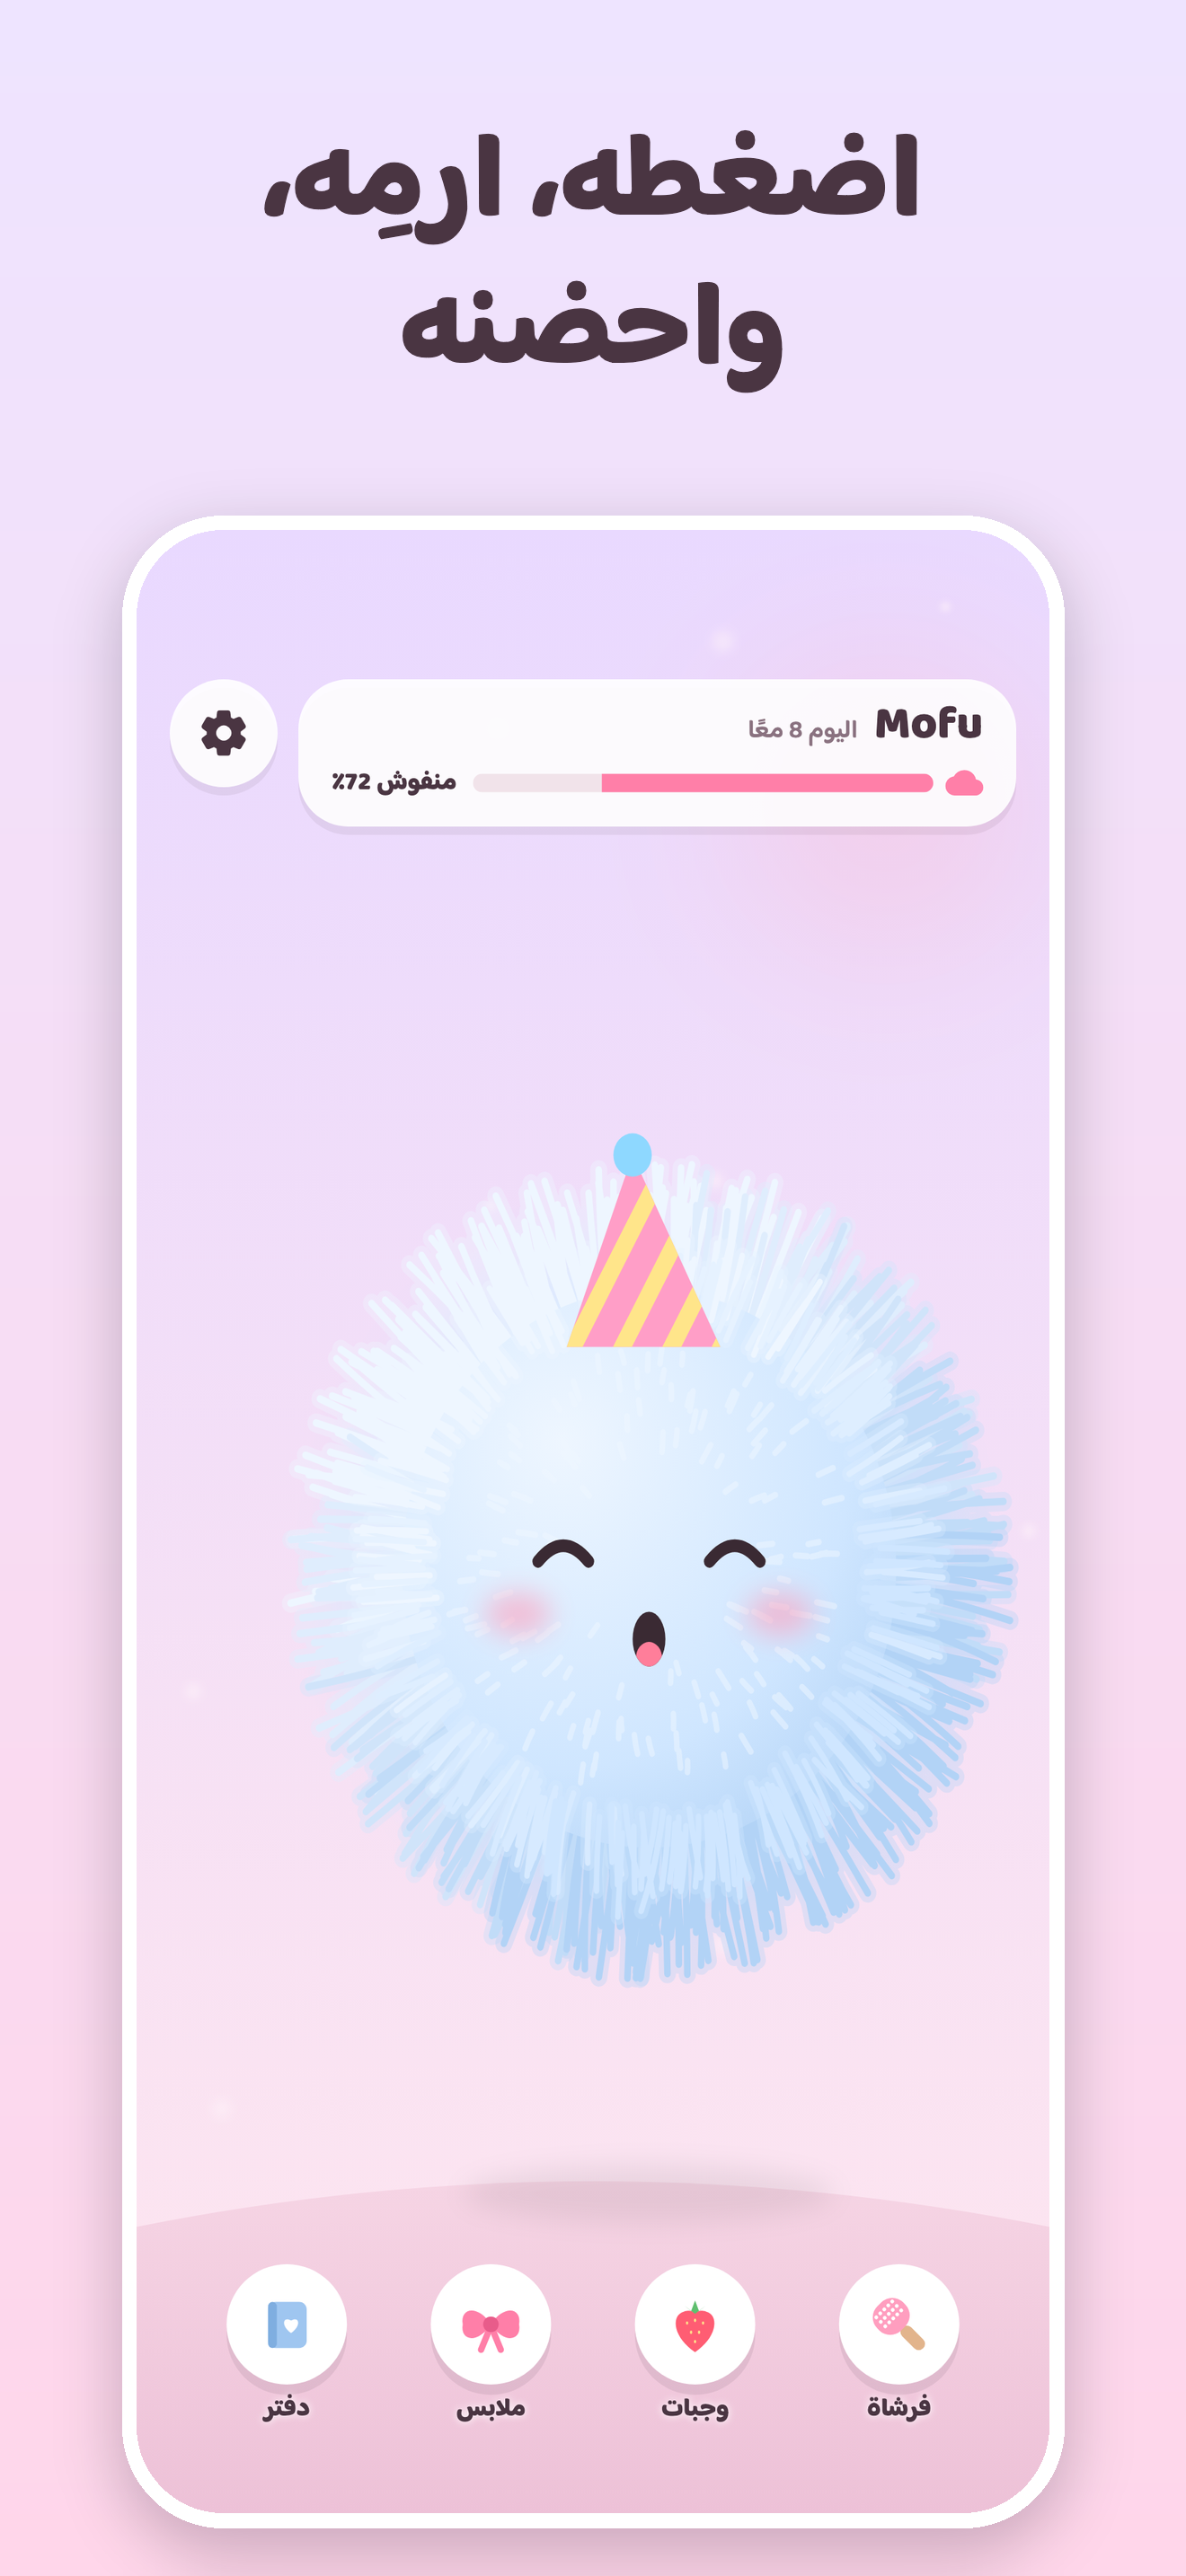 اضغطه، ارمِه،
واحضنه
Mofu اليوم 8 معًا
منفوش 72٪
فرشاة
وجبات
ملابس
دفتر